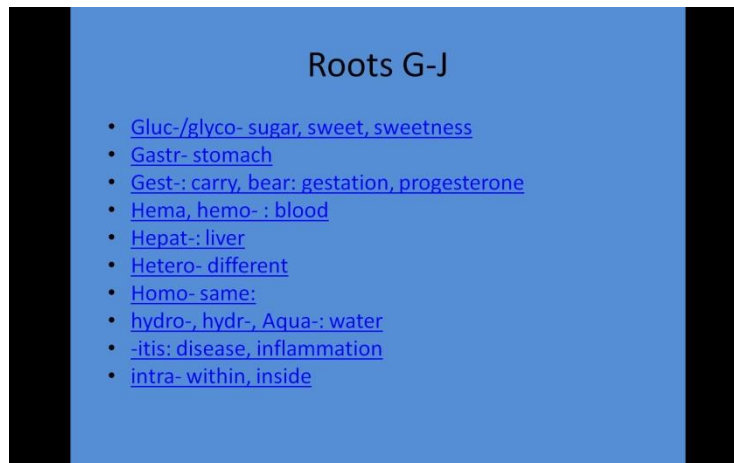 Roots G-J
• Gluc-/glyco- sugar, sweet, sweetness
• Gastr- stomach
• Gest-: carry, bear: gestation, progesterone
• Hema, hemo- : blood
• Hepat-: liver
• Hetero- different
• Homo- same:
• hydro-, hydr-, Aqua-: water
• -itis: disease, inflammation
• intra- within, inside